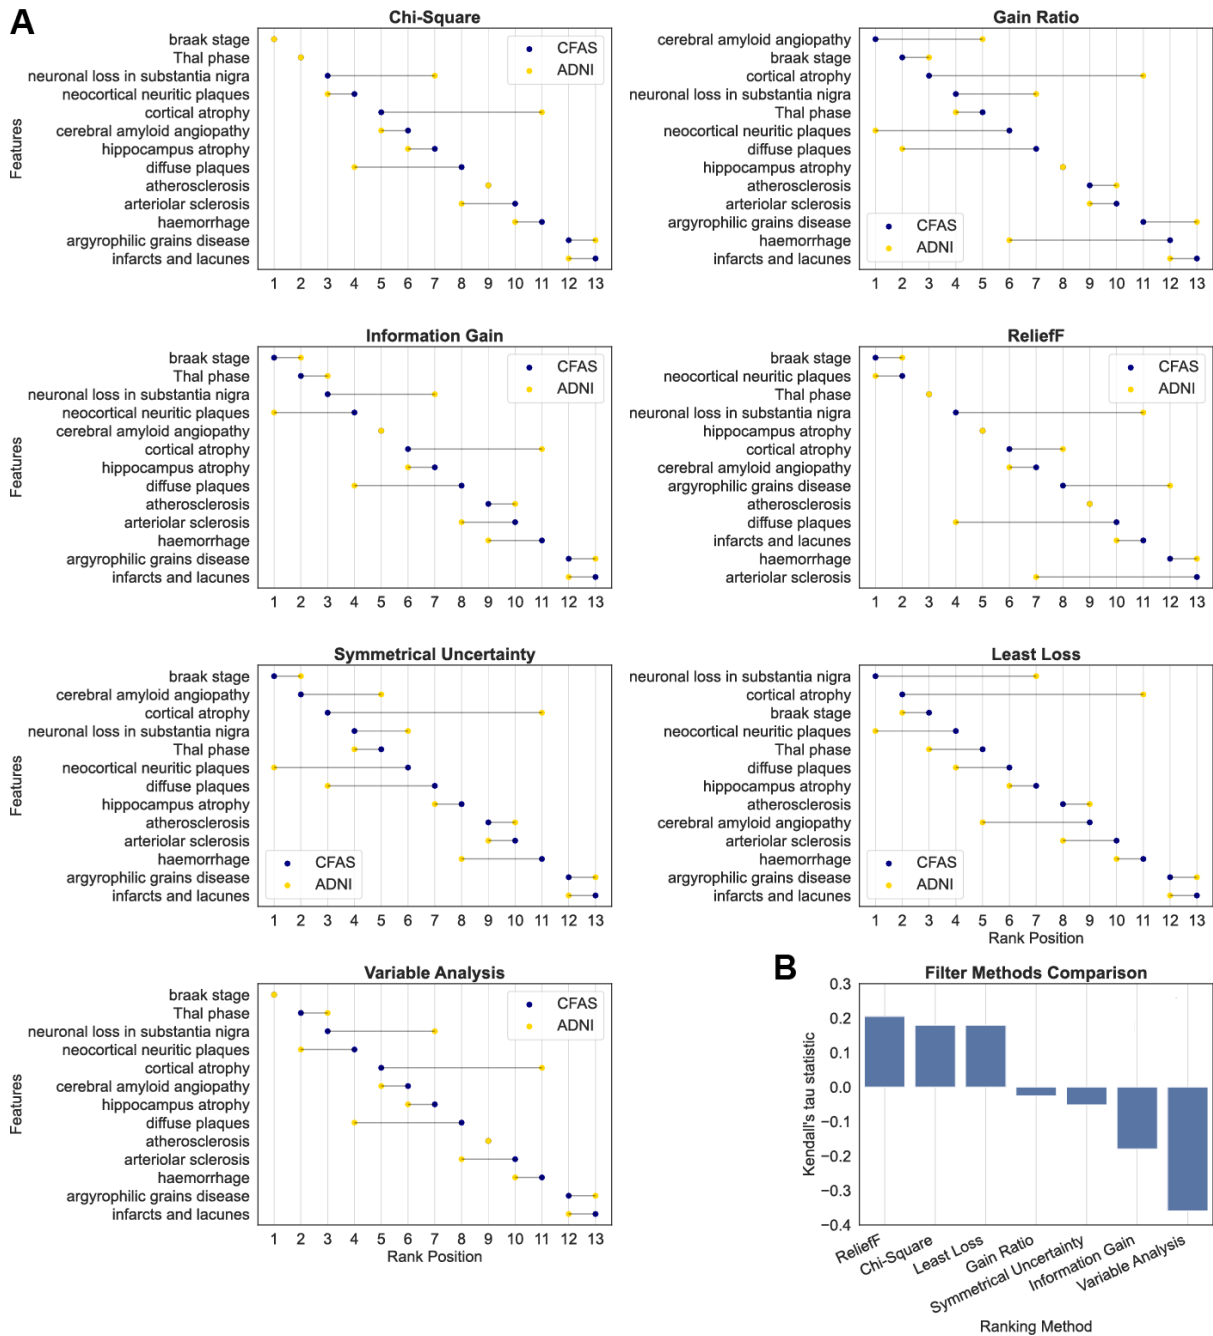 A
Chi-Square
Features
braak stage
Thal phase
neuronal loss in substantia nigra
neocortical neuritic plaques
cortical atrophy
cerebral amyloid angiopathy
hippocampus atrophy
diffuse plaques
atherosclerosis
arteriolar sclerosis
haemorrhage
argyrophilic grains disease
infarcts and lacunes
CFAS
ADNI
1 2 3 4 5 6 7 8 9 10 11 12 13
Gain Ratio
cerebral amyloid angiopathy
braak stage
cortical atrophy
neuronal loss in substantia nigra
Thal phase
neocortical neuritic plaques
diffuse plaques
hippocampus atrophy
atherosclerosis
arteriolar sclerosis
argyrophilic grains disease
haemorrhage
infarcts and lacunes
CFAS
ADNI
1 2 3 4 5 6 7 8 9 10 11 12 13
Information Gain
Features
braak stage
Thal phase
neuronal loss in substantia nigra
neocortical neuritic plaques
cerebral amyloid angiopathy
cortical atrophy
hippocampus atrophy
diffuse plaques
atherosclerosis
arteriolar sclerosis
haemorrhage
argyrophilic grains disease
infarcts and lacunes
CFAS
ADNI
1 2 3 4 5 6 7 8 9 10 11 12 13
ReliefF
braak stage
neocortical neuritic plaques
Thal phase
neuronal loss in substantia nigra
hippocampus atrophy
cortical atrophy
cerebral amyloid angiopathy
argyrophilic grains disease
atherosclerosis
diffuse plaques
infarcts and lacunes
haemorrhage
arteriolar sclerosis
CFAS
ADNI
1 2 3 4 5 6 7 8 9 10 11 12 13
Symmetrical Uncertainty
Features
braak stage
cerebral amyloid angiopathy
cortical atrophy
neuronal loss in substantia nigra
Thal phase
neocortical neuritic plaques
diffuse plaques
hippocampus atrophy
atherosclerosis
arteriolar sclerosis
haemorrhage
argyrophilic grains disease
infarcts and lacunes
CFAS
ADNI
1 2 3 4 5 6 7 8 9 10 11 12 13
Least Loss
neuronal loss in substantia nigra
cortical atrophy
braak stage
neocortical neuritic plaques
Thal phase
diffuse plaques
hippocampus atrophy
atherosclerosis
cerebral amyloid angiopathy
arteriolar sclerosis
haemorrhage
argyrophilic grains disease
infarcts and lacunes
CFAS
ADNI
1 2 3 4 5 6 7 8 9 10 11 12 13
Rank Position
Variable Analysis
Features
braak stage
Thal phase
neuronal loss in substantia nigra
neocortical neuritic plaques
cortical atrophy
cerebral amyloid angiopathy
hippocampus atrophy
diffuse plaques
atherosclerosis
arteriolar sclerosis
haemorrhage
argyrophilic grains disease
infarcts and lacunes
CFAS
ADNI
1 2 3 4 5 6 7 8 9 10 11 12 13
Rank Position
B
Filter Methods Comparison
Kendall's tau statistic
0.3
0.2
0.1
0.0
−0.1
−0.2
−0.3
−0.4
ReliefF
Chi-Square
Least Loss
Gain Ratio
Symmetrical Uncertainty
Information Gain
Variable Analysis
Ranking Method